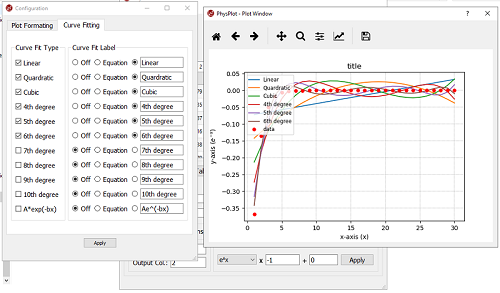 Configuration
Plot Formatting Curve Fitting
Curve Fit Type Curve Fit Label
Linear Off Equation Linear
Quadratic Off Equation Quadratic
Cubic Off Equation Cubic
4th degree Off Equation 4th degree
5th degree Off Equation 5th degree
6th degree Off Equation 6th degree
7th degree Off Equation 7th degree
8th degree Off Equation 8th degree
9th degree Off Equation 9th degree
10th degree Off Equation 10th degree
A*exp(-bx) Off Equation Ae^(-bx)
Apply
PhysPlot - Plot Window
title
0.05
0.00
−0.05
−0.10
−0.15
−0.20
−0.25
−0.30
−0.35
Linear
Quadratic
Cubic
4th degree
5th degree
6th degree
data
0 5 10 15 20 25 30
x-axis (x)
Output Col.: 2
e^x x -1 + 0 Apply